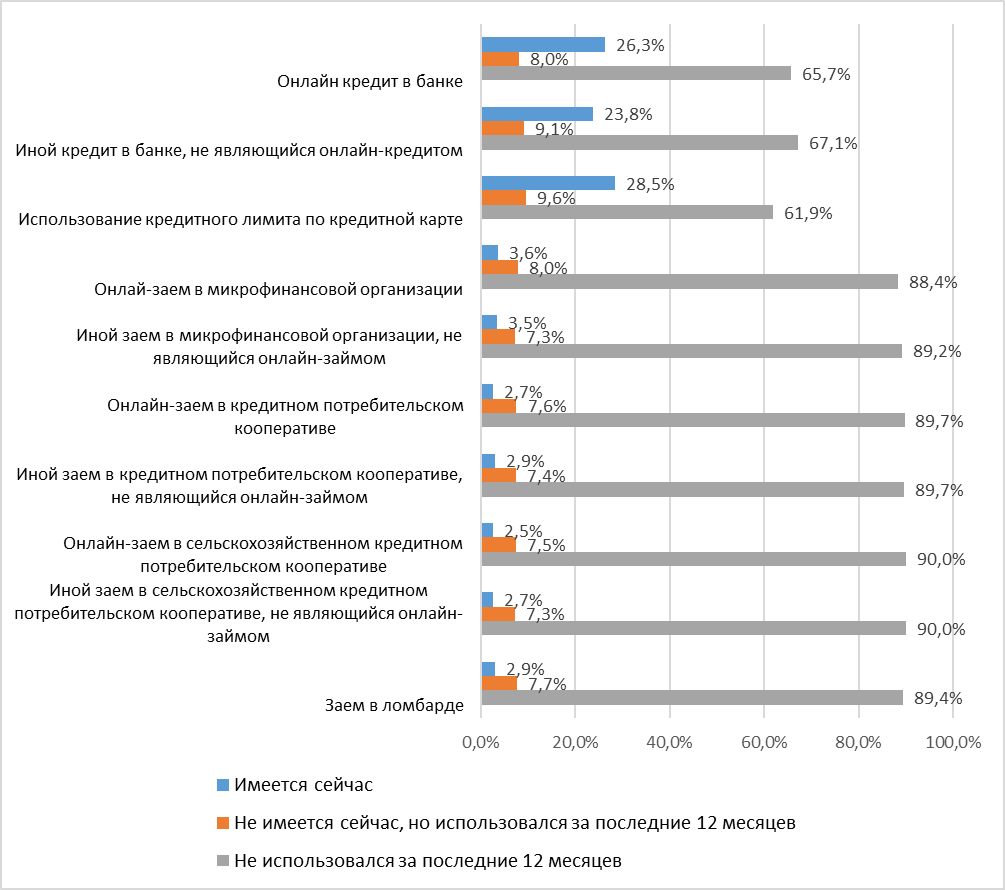 26,3%
8,0%
Онлайн кредит в банке
65,7%
23,8%
9,1%
Иной кредит в банке, не являющийся онлайн-кредитом
67,1%
28,5%
9,6%
Использование кредитного лимита по кредитной карте
61,9%
3,6%
8,0%
Онлай-заем в микрофинансовой организации
88,4%
3,5%
Иной заем в микрофинансовой организации, не
являющийся онлайн-займом
7,3%
89,2%
2,7%
Онлайн-заем в кредитном потребительском
кооперативе
7,6%
89,7%
2,9%
Иной заем в кредитном потребительском кооперативе,
не являющийся онлайн-займом
7,4%
89,7%
2,5%
Онлайн-заем в сельскохозяйственном кредитном
потребительском кооперативе
7,5%
90,0%
Иной заем в сельскохозяйственном кредитном
потребительском кооперативе, не являющийся онлайн-
займом
2,7%
7,3%
90,0%
2,9%
7,7%
Заем в ломбарде
89,4%
0,0% 20,0% 40,0% 60,0% 80,0% 100,0%
Имеется сейчас
Не имеется сейчас, но использовался за последние 12 месяцев
Не использовался за последние 12 месяцев